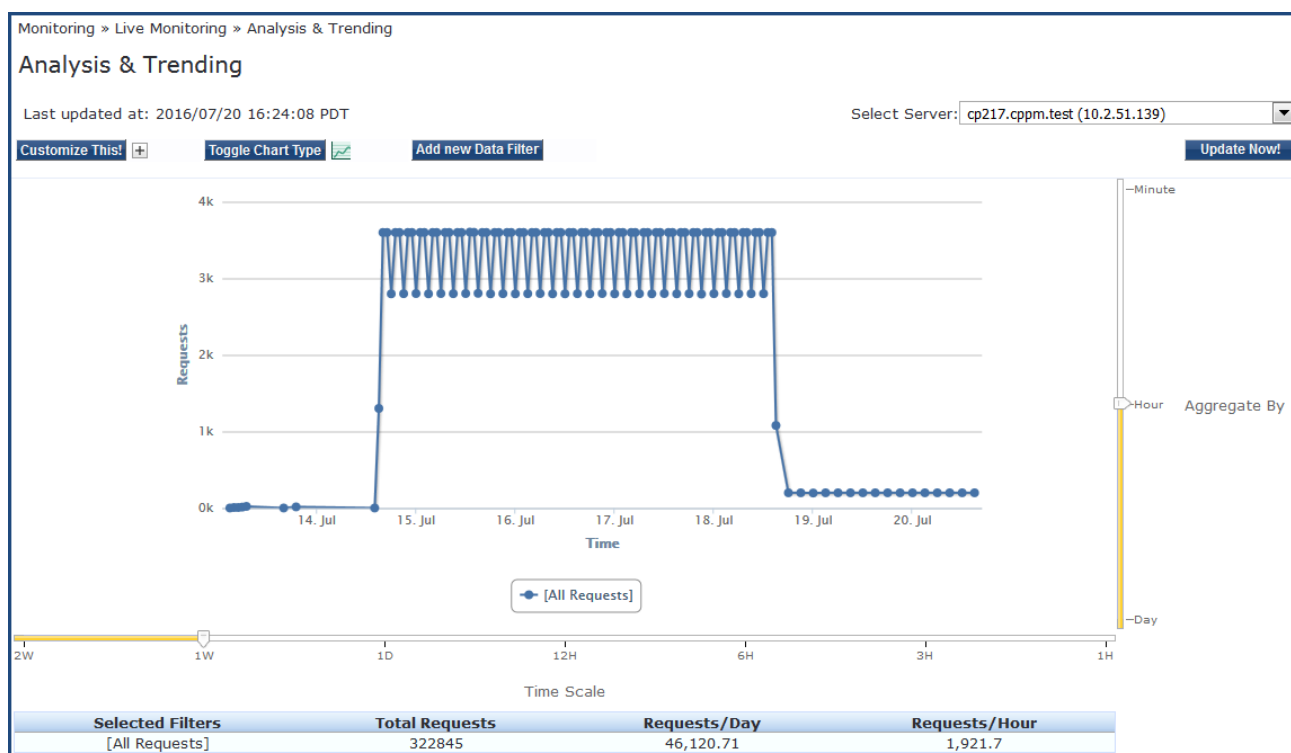 Monitoring » Live Monitoring » Analysis & Trending
Analysis & Trending
Last updated at: 2016/07/20 16:24:08 PDT
Select Server: cp217.cppm.test (10.2.51.139)
Customize This!
Toggle Chart Type
Add new Data Filter
Update Now!
4k
3k
2k
1k
0k
Requests
14. Jul
15. Jul
16. Jul
17. Jul
18. Jul
19. Jul
20. Jul
Time
[All Requests]
Minute
Hour
Day
Aggregate By
2W
1W
1D
12H
6H
3H
1H
Time Scale
Selected Filters Total Requests Requests/Day Requests/Hour
[All Requests] 322845 46,120.71 1,921.7